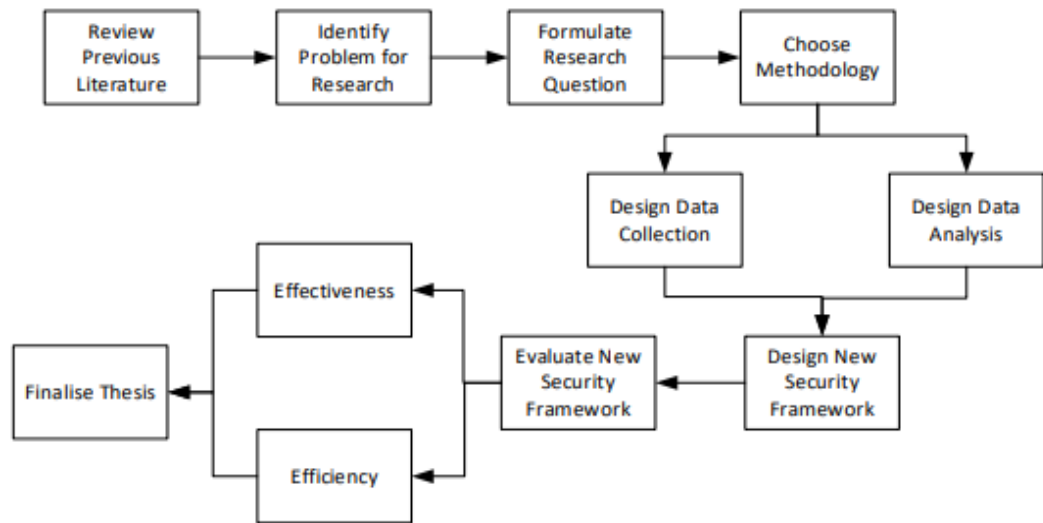 Review
Previous
Literature
Identify
Problem for
Research
Formulate
Research
Question
Choose
Methodology
Design Data
Collection
Design Data
Analysis
Design New
Security
Framework
Evaluate New
Security
Framework
Effectiveness
Efficiency
Finalise Thesis